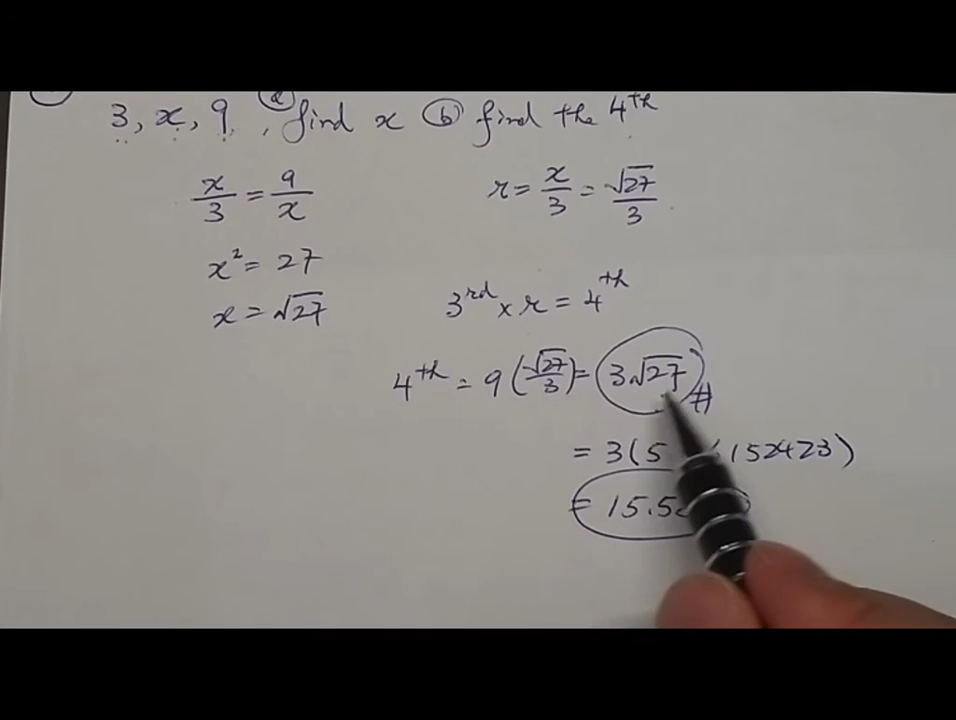 3, x, 9, (a) find x (b) find the 4th
x/3 = 9/x
x² = 27
x = √27
r = x/3 = √27/3
3rd × r = 4th
4th = 9(√27/3) = 3√27 #
= 3(5 152423)
= 15.5